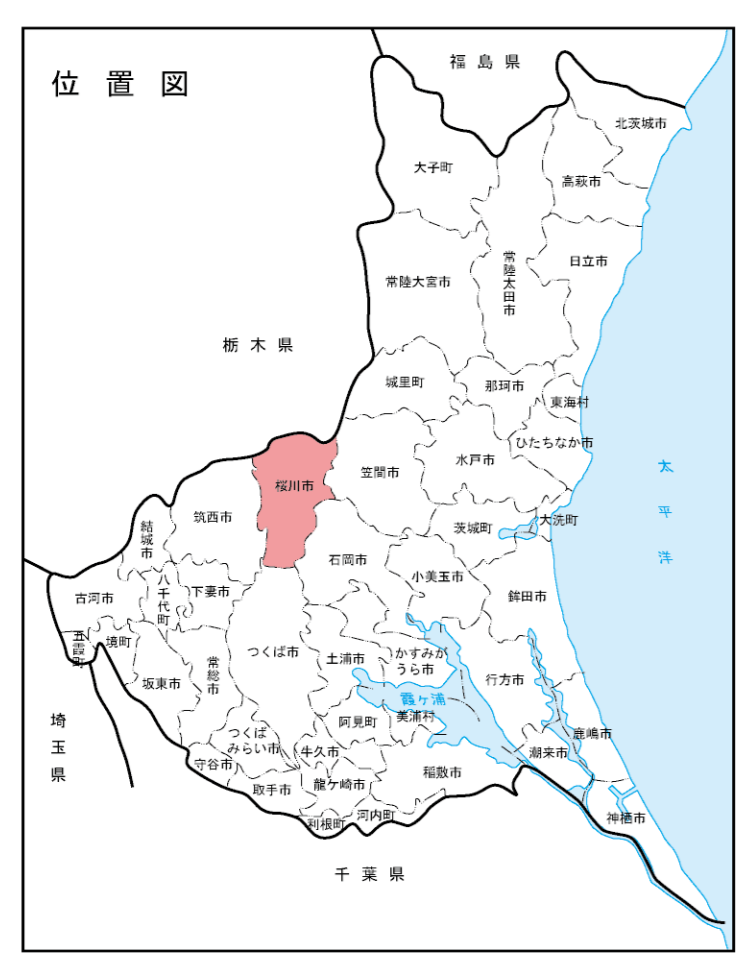 位置図
福島県
北茨城市
大子町
高萩市
常陸太田市
日立市
常陸大宮市
栃木県
城里町
那珂市
東海村
ひたちなか市
水戸市
笠間市
太平洋
桜川市
筑西市
結城市
茨城町
大洗町
石岡市
小美玉市
鉾田市
八千代町
下妻市
古河市
五霞町
境町
つくば市
土浦市
かすみが
うら市
行方市
常総市
坂東市
霞ヶ浦
美浦村
阿見町
埼玉県
つくば
みらい市
牛久市
鹿嶋市
潮来市
守谷市
取手市
龍ケ崎市
稲敷市
神栖市
利根町
河内町
千葉県